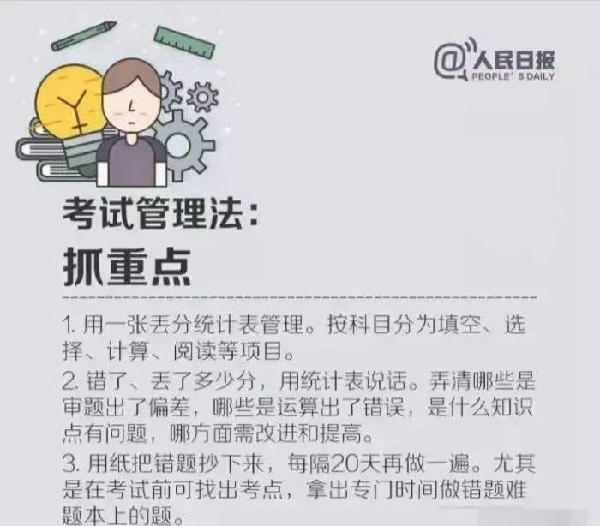 @人民日报
PEOPLE'S DAILY
考试管理法：
抓重点
1. 用一张丢分统计表管理。按科目分为填空、选
择、计算、阅读等项目。
2. 错了、丢了多少分，用统计表说话。弄清哪些是
审题出了偏差，哪些是运算出了错误，是什么知识
点有问题，哪方面需改进和提高。
3. 用纸把错题抄下来，每隔20天再做一遍。尤其
是在考试前可找出考点，拿出专门时间做错题难
题本上的题。